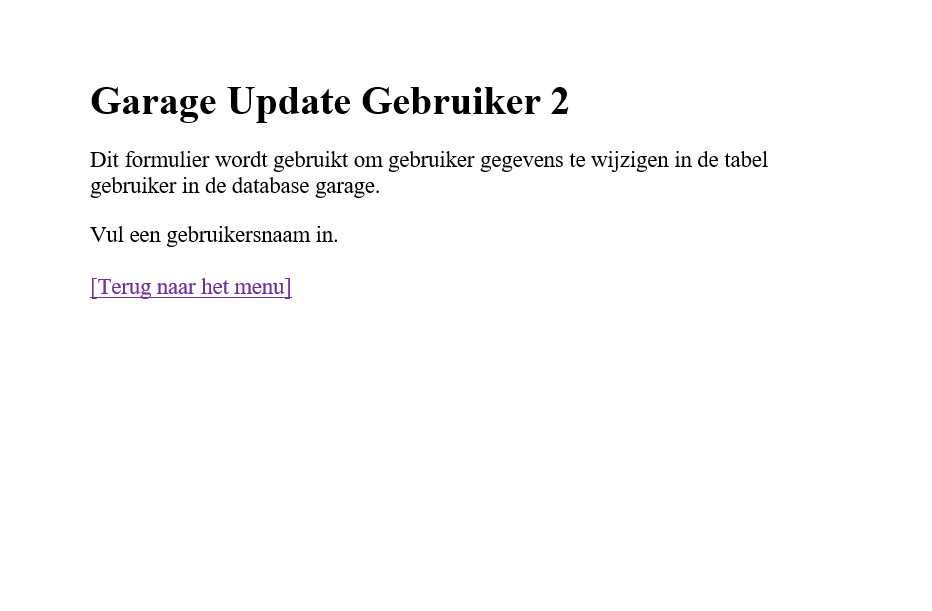 Garage Update Gebruiker 2
Dit formulier wordt gebruikt om gebruiker gegevens te wijzigen in de tabel
gebruiker in de database garage.
Vul een gebruikersnaam in.
[Terug naar het menu]